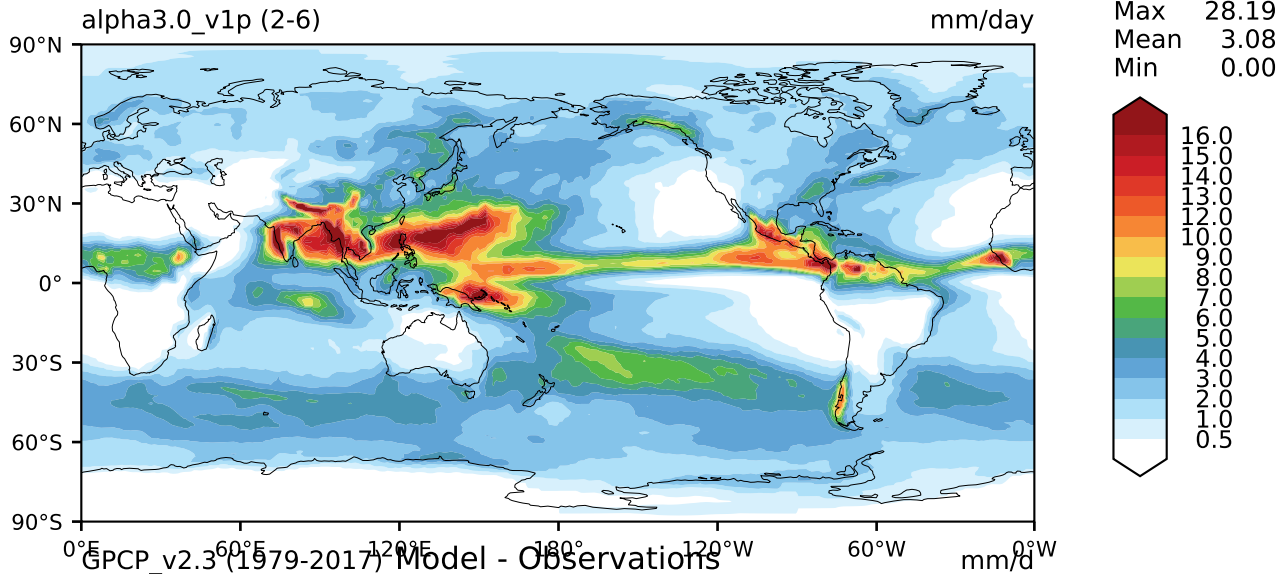 alpha3.0_v1p (2-6) mm/day
Max 28.19
Mean 3.08
Min 0.00
90°N
60°N
30°N
0°
30°S
60°S
90°S
16.0
15.0
14.0
13.0
12.0
10.0
9.0
8.0
7.0
6.0
5.0
4.0
3.0
2.0
1.0
0.5
0°E 60°E 120°E 180° 120°W 60°W 0°W
GPCP_v2.3 (1979-2017) Model - Observations mm/d